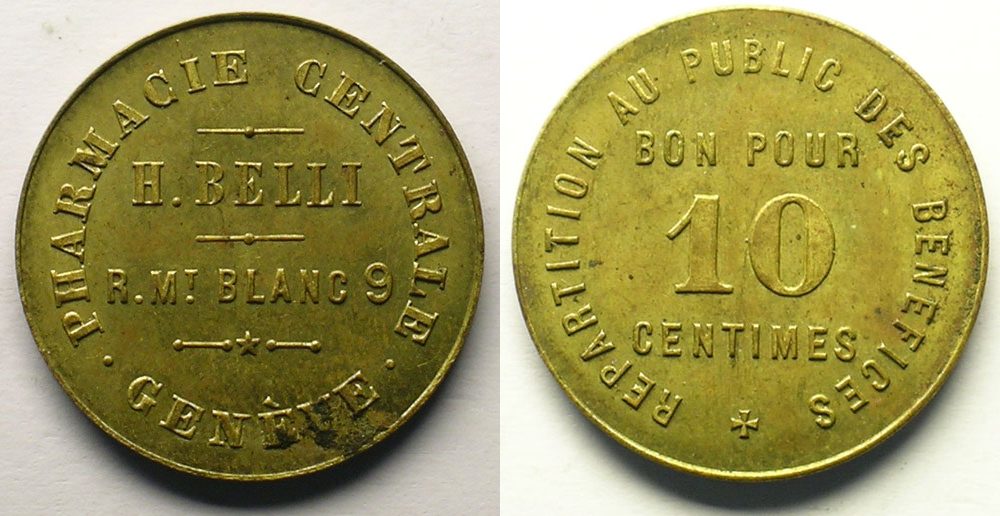 PHARMACIE CENTRALE
H. BELLI
R. MT BLANC 9
GENÈVE
REPARTITION AU PUBLIC DES BENEFICES
BON POUR
10
CENTIMES